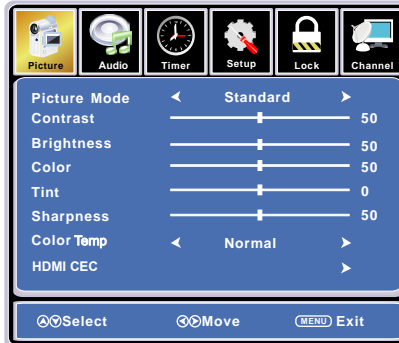 Picture Audio Timer Setup Lock Channel
Picture Mode Standard
Contrast 50
Brightness 50
Color 50
Tint 0
Sharpness 50
Color Temp Normal
HDMI CEC
Select Move MENU Exit